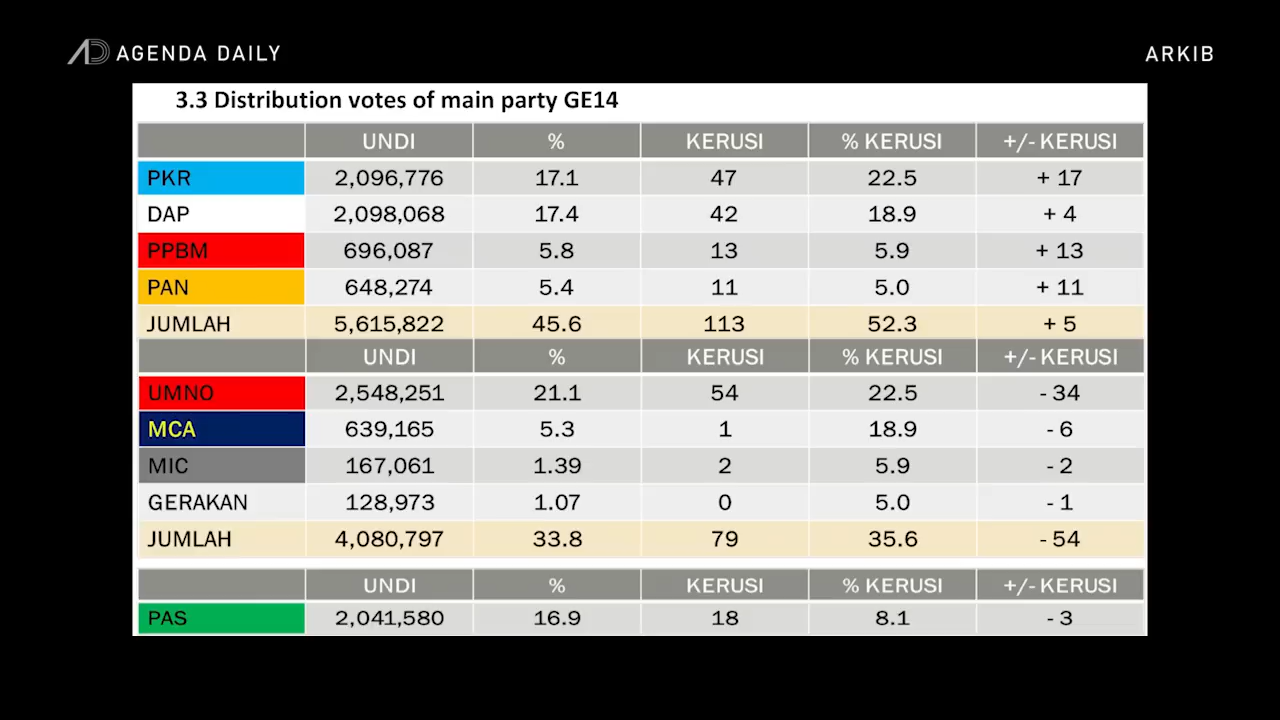 AGENDA DAILY
ARKIB
3.3 Distribution votes of main party GE14
UNDI % KERUSI % KERUSI +/- KERUSI
PKR 2,096,776 17.1 47 22.5 + 17
DAP 2,098,068 17.4 42 18.9 + 4
PPBM 696,087 5.8 13 5.9 + 13
PAN 648,274 5.4 11 5.0 + 11
JUMLAH 5,615,822 45.6 113 52.3 + 5
UNDI % KERUSI % KERUSI +/- KERUSI
UMNO 2,548,251 21.1 54 22.5 - 34
MCA 639,165 5.3 1 18.9 - 6
MIC 167,061 1.39 2 5.9 - 2
GERAKAN 128,973 1.07 0 5.0 - 1
JUMLAH 4,080,797 33.8 79 35.6 - 54
UNDI % KERUSI % KERUSI +/- KERUSI
PAS 2,041,580 16.9 18 8.1 - 3